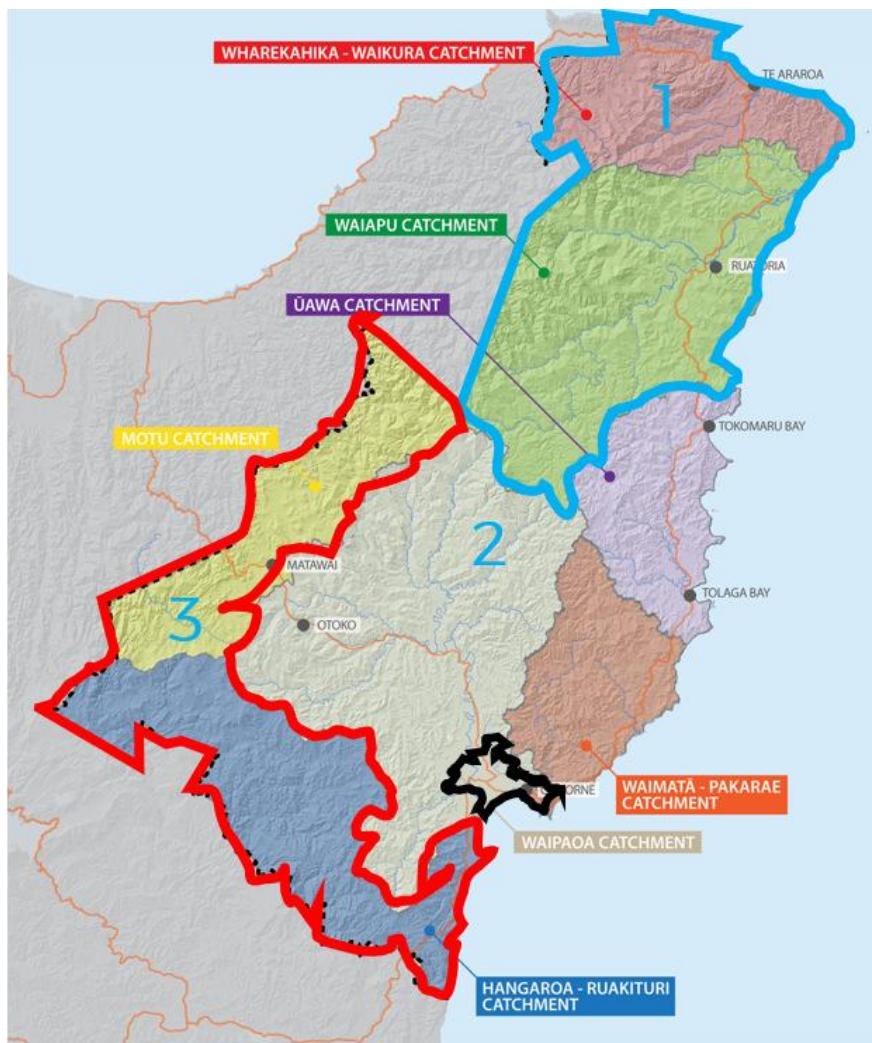 WHAREKAHIKA - WAIKURA CATCHMENT
TE ARAROA
1
WAIAPU CATCHMENT
RUATORIA
ŪAWA CATCHMENT
TOKOMARU BAY
MOTU CATCHMENT
2
MATAWAI
TOLAGA BAY
3
OTOKO
WAIMATĀ - PAKARAE
CATCHMENT
WAIPAOA CATCHMENT
HANGAROA - RUAKITURI
CATCHMENT